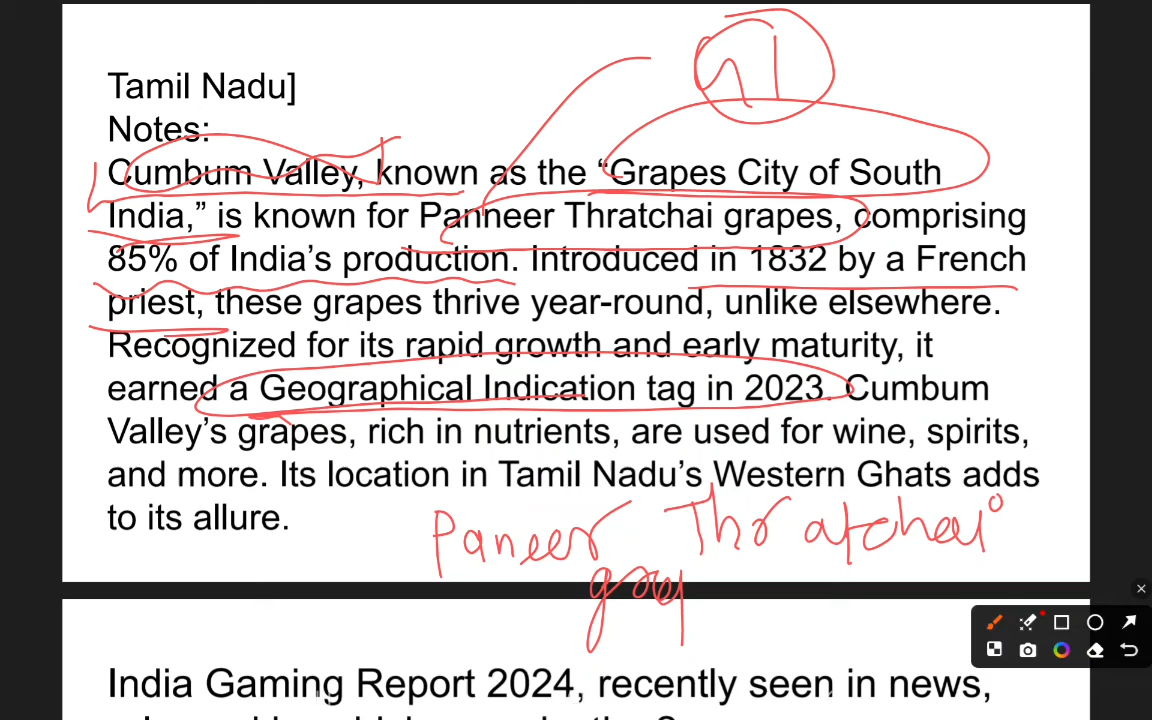 GI
Tamil Nadu]
Notes:
Cumbum Valley, known as the “Grapes City of South
India,” is known for Panneer Thratchai grapes, comprising
85% of India’s production. Introduced in 1832 by a French
priest, these grapes thrive year-round, unlike elsewhere.
Recognized for its rapid growth and early maturity, it
earned a Geographical Indication tag in 2023. Cumbum
Valley’s grapes, rich in nutrients, are used for wine, spirits,
and more. Its location in Tamil Nadu’s Western Ghats adds
to its allure.
Paneer Thratchai
India Gaming Report 2024, recently seen in news,